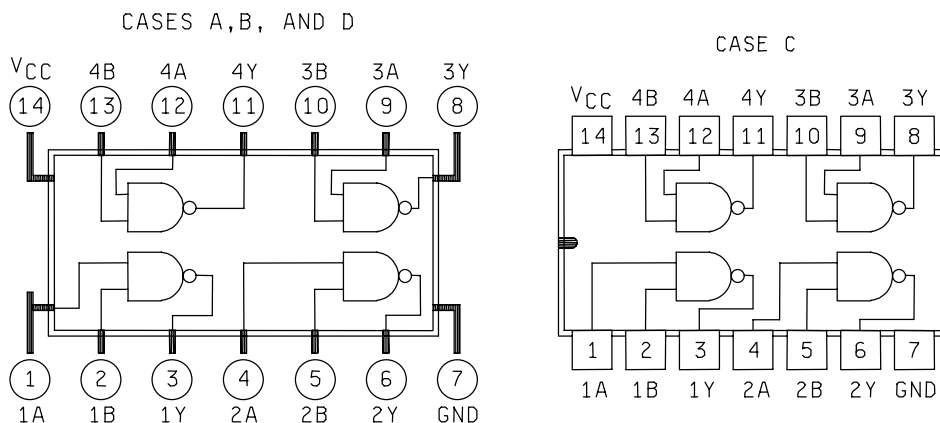 CASES A,B, AND D
VCC 4B 4A 4Y 3B 3A 3Y
14 13 12 11 10 9 8
1 2 3 4 5 6 7
1A 1B 1Y 2A 2B 2Y GND
CASE C
VCC 4B 4A 4Y 3B 3A 3Y
14 13 12 11 10 9 8
1 2 3 4 5 6 7
1A 1B 1Y 2A 2B 2Y GND